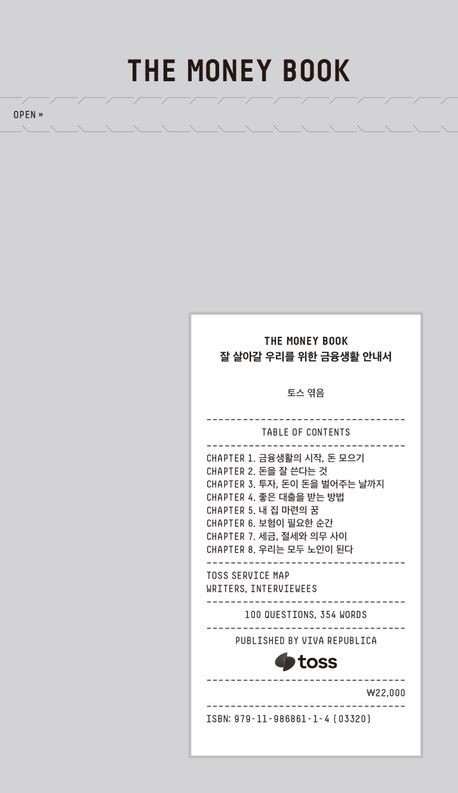 THE MONEY BOOK
OPEN »
THE MONEY BOOK
잘 살아갈 우리를 위한 금융생활 안내서
토스 엮음
TABLE OF CONTENTS
CHAPTER 1. 금융생활의 시작, 돈 모으기
CHAPTER 2. 돈을 잘 쓴다는 것
CHAPTER 3. 투자, 돈이 돈을 벌어주는 날까지
CHAPTER 4. 좋은 대출을 받는 방법
CHAPTER 5. 내 집 마련의 꿈
CHAPTER 6. 보험이 필요한 순간
CHAPTER 7. 세금, 절세와 의무 사이
CHAPTER 8. 우리는 모두 노인이 된다
TOSS SERVICE MAP
WRITERS, INTERVIEWEES
100 QUESTIONS, 354 WORDS
PUBLISHED BY VIVA REPUBLICA
toss
₩22,000
ISBN: 979-11-986861-1-4 (03320)